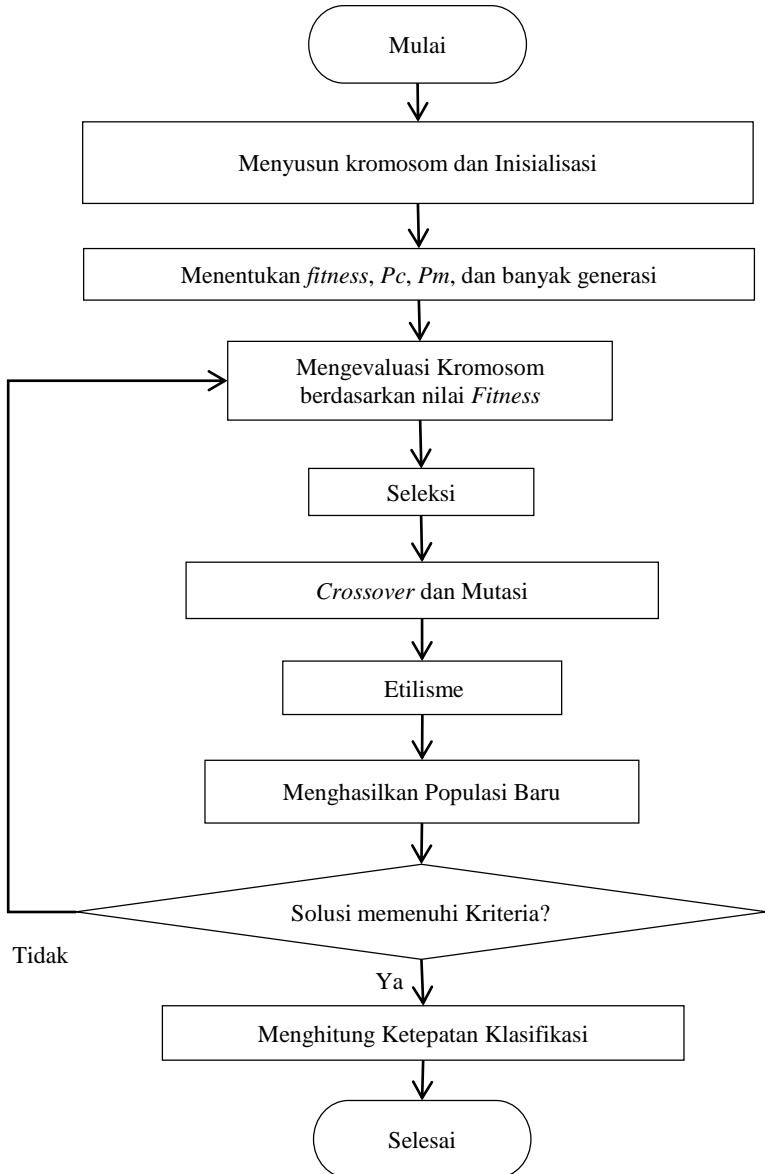 Mulai
Menyusun kromosom dan Inisialisasi
Menentukan fitness, Pc, Pm, dan banyak generasi
Mengevaluasi Kromosom
berdasarkan nilai Fitness
Seleksi
Crossover dan Mutasi
Etilisme
Menghasilkan Populasi Baru
Solusi memenuhi Kriteria?
Tidak
Ya
Menghitung Ketepatan Klasifikasi
Selesai